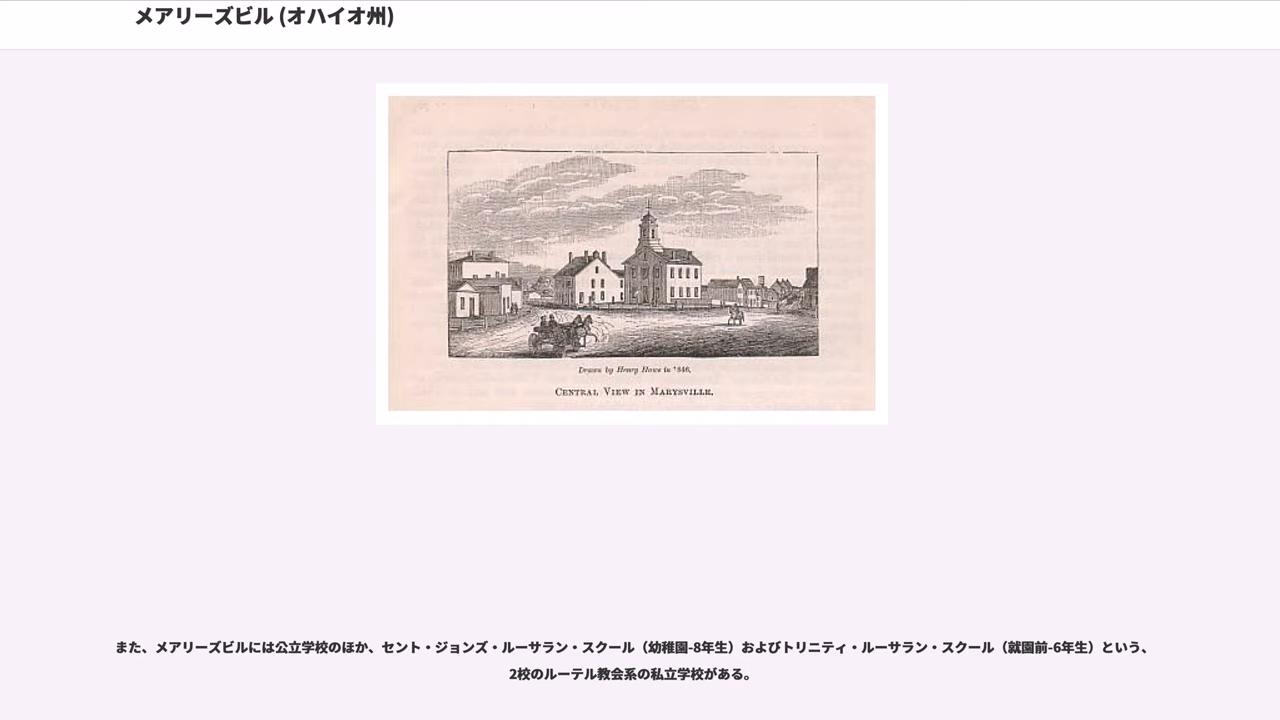 メアリーズビル (オハイオ州)
Drawn by Henry Howe in 1846.
CENTRAL VIEW IN MARYSVILLE.
また、メアリーズビルには公立学校のほか、セント・ジョンズ・ルーサラン・スクール（幼稚園-8年生）およびトリニティ・ルーサラン・スクール（就園前-6年生）という、
2校のルーテル教会系の私立学校がある。